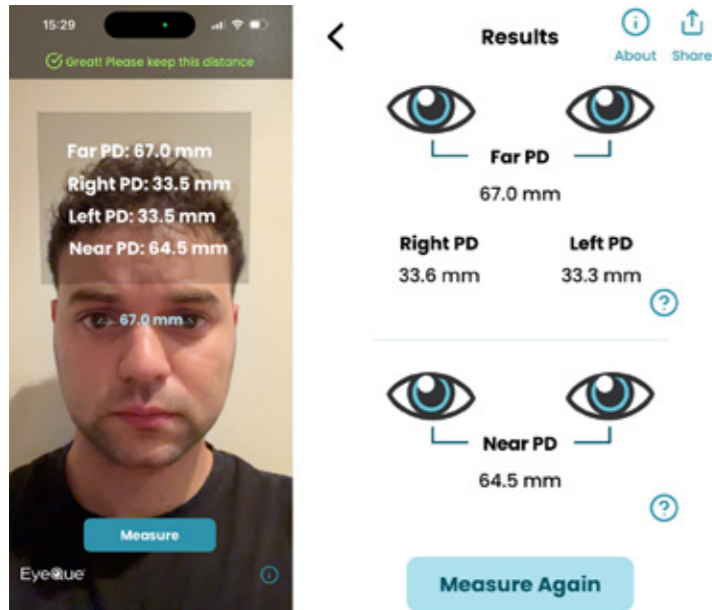 15:29
Great! Please keep this distance
Far PD: 67.0 mm
Right PD: 33.5 mm
Left PD: 33.5 mm
Near PD: 64.5 mm
67.0 mm
Measure
EyeQue
Results
About Share
Far PD
67.0 mm
Right PD Left PD
33.6 mm 33.3 mm
?
Near PD
64.5 mm
?
Measure Again